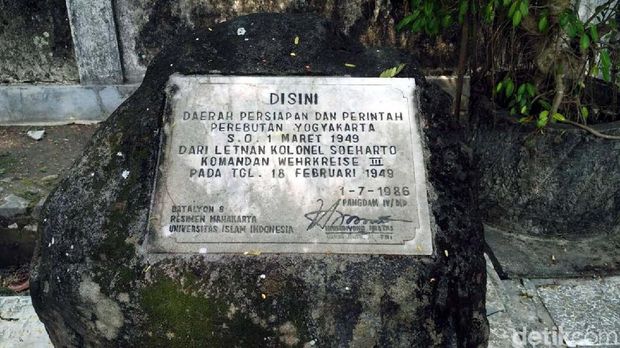 DISINI
DAERAH PERSIAPAN DAN PERINTAH
PEREBUTAN YOGYAKARTA
S.O. 1 MARET 1949
DARI LETNAN KOLONEL SOEHARTO
KOMANDAN WEHRKREISE III
PADA TGL. 18 FEBRUARI 1949
1-7-1986
PANGDAM IV/DIP
BATALYON 8
RESIMEN MAHAKARTA
UNIVERSITAS ISLAM INDONESIA
TNI
detikcom